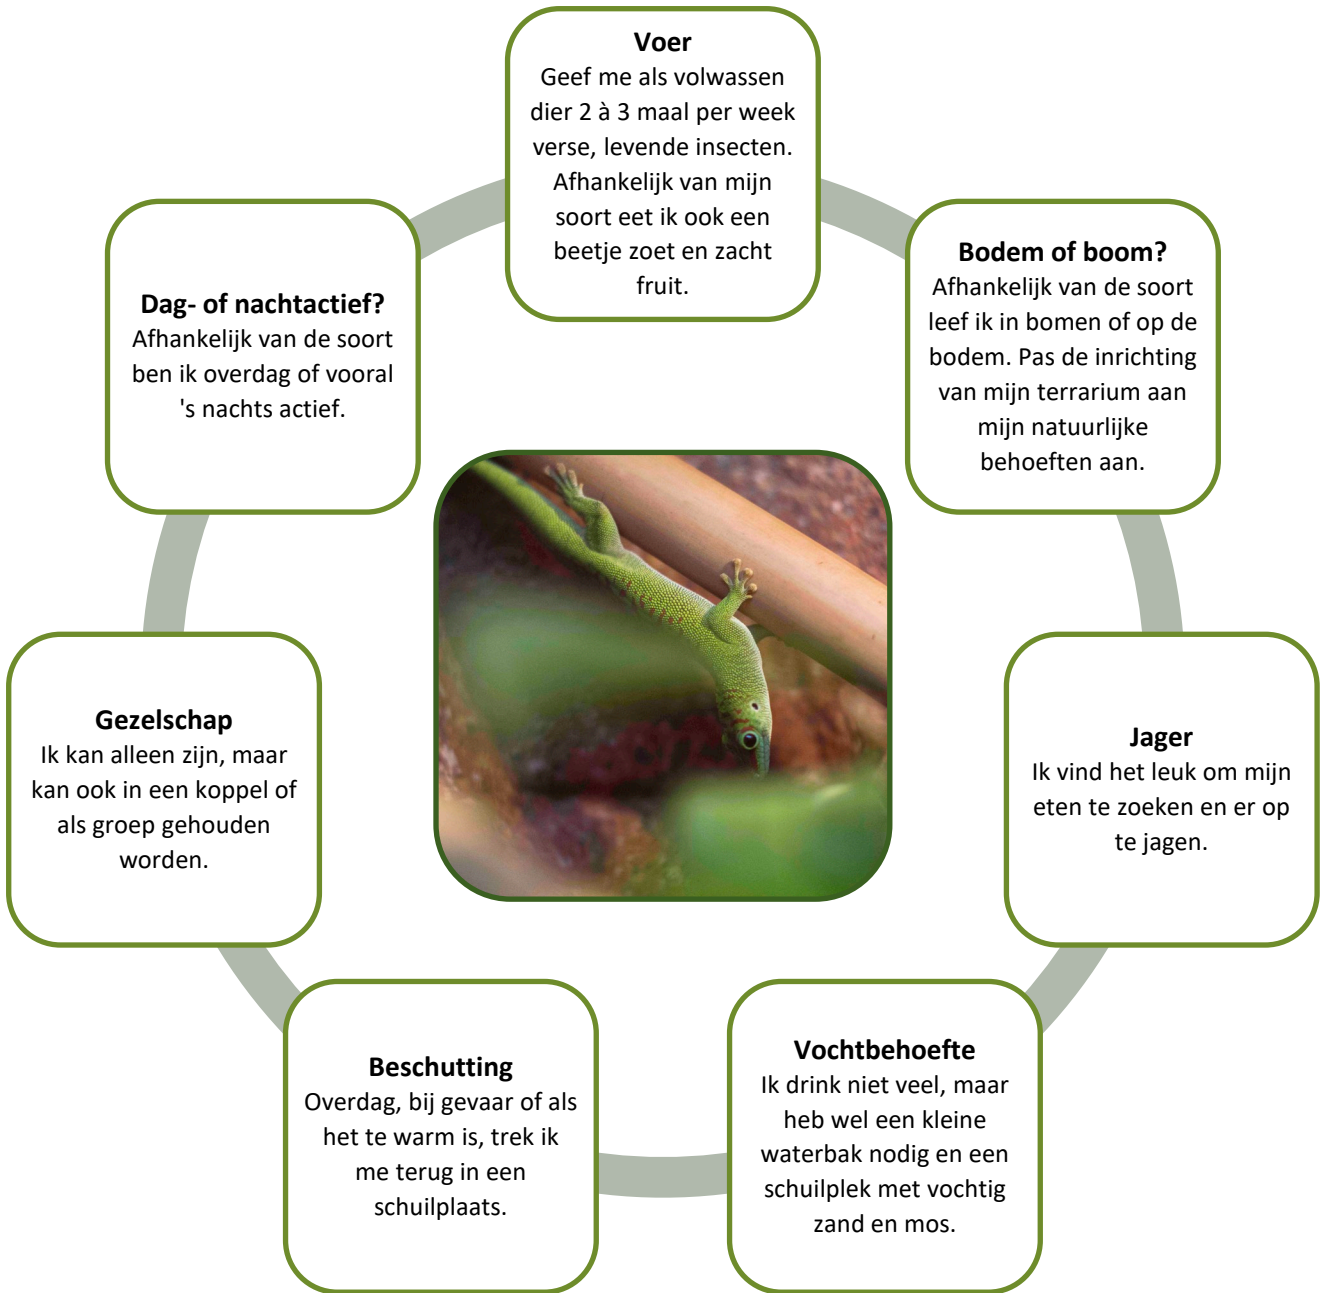 Voer
Geef me als volwassen
dier 2 à 3 maal per week
verse, levende insecten.
Afhankelijk van mijn
soort eet ik ook een
beetje zoet en zacht
fruit.
Bodem of boom?
Afhankelijk van de soort
leef ik in bomen of op de
bodem. Pas de inrichting
van mijn terrarium aan
mijn natuurlijke
behoeften aan.
Jager
Ik vind het leuk om mijn
eten te zoeken en er op
te jagen.
Vochtbehoefte
Ik drink niet veel, maar
heb wel een kleine
waterbak nodig en een
schuilplek met vochtig
zand en mos.
Beschutting
Overdag, bij gevaar of als
het te warm is, trek ik
me terug in een
schuilplaats.
Gezelschap
Ik kan alleen zijn, maar
kan ook in een koppel of
als groep gehouden
worden.
Dag- of nachtactief?
Afhankelijk van de soort
ben ik overdag of vooral
's nachts actief.